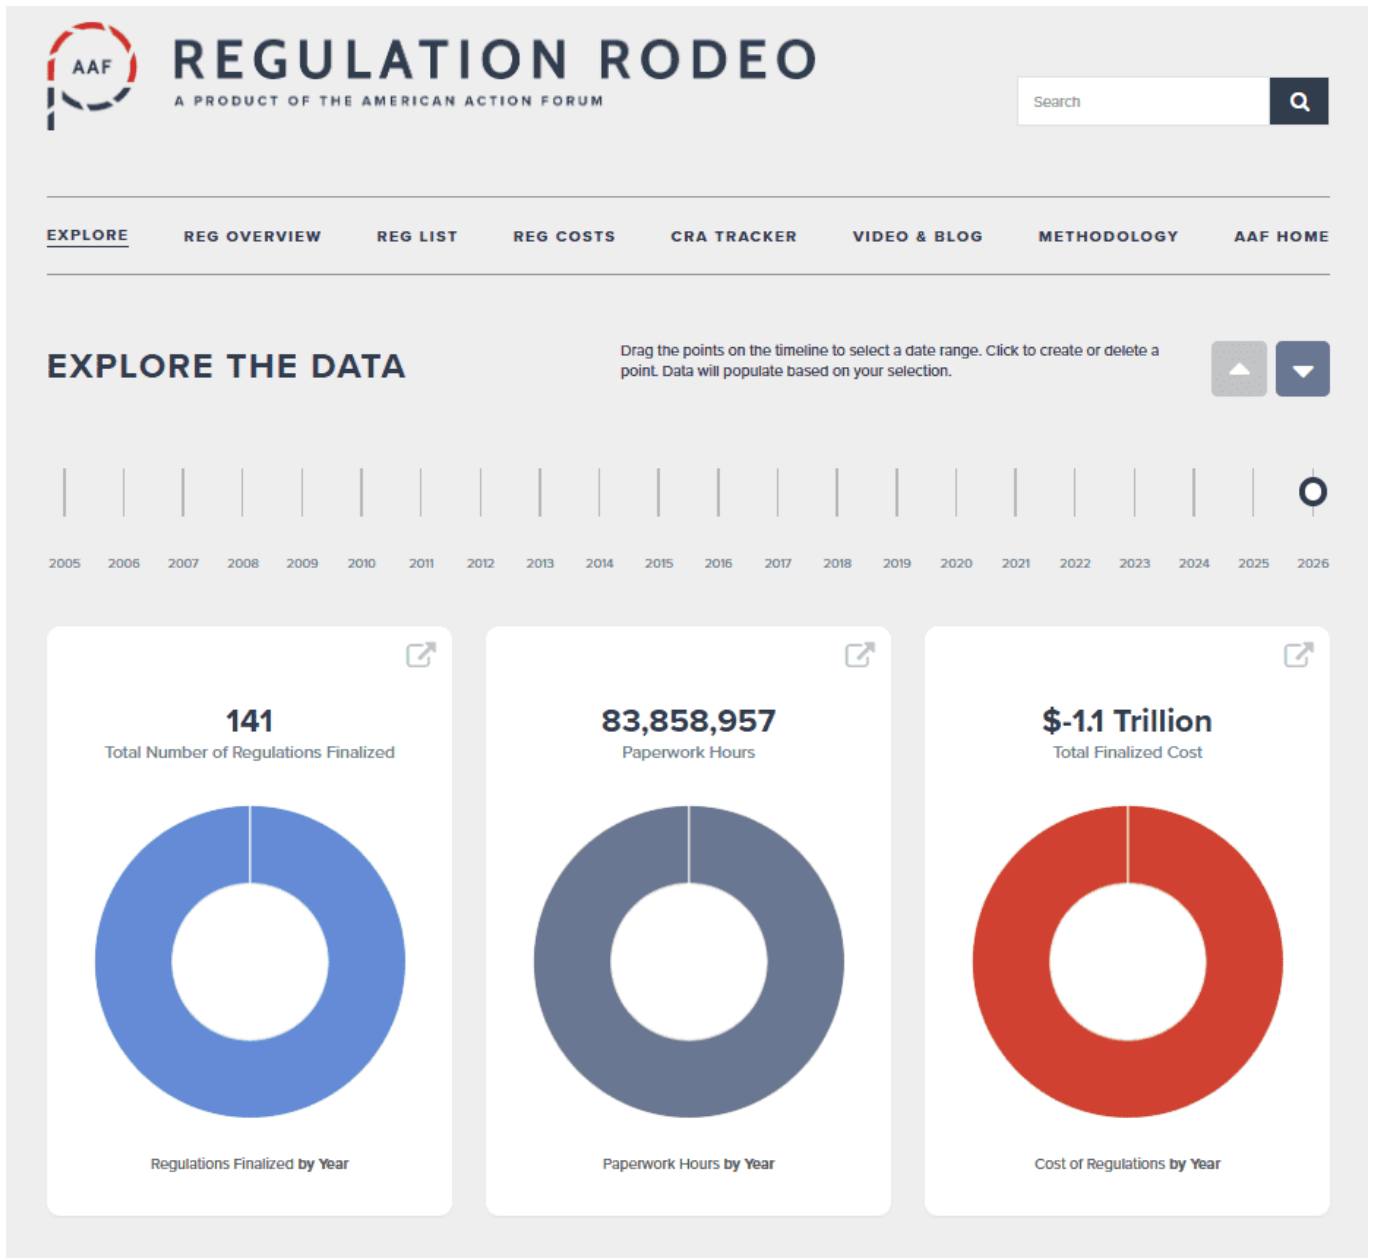 AAF
REGULATION RODEO
A PRODUCT OF THE AMERICAN ACTION FORUM
Search
EXPLORE REG OVERVIEW REG LIST REG COSTS CRA TRACKER VIDEO & BLOG METHODOLOGY AAF HOME
EXPLORE THE DATA
Drag the points on the timeline to select a date range. Click to create or delete a
point. Data will populate based on your selection.
2005 2006 2007 2008 2009 2010 2011 2012 2013 2014 2015 2016 2017 2018 2019 2020 2021 2022 2023 2024 2025 2026
141
Total Number of Regulations Finalized
Regulations Finalized by Year
83,858,957
Paperwork Hours
Paperwork Hours by Year
$-1.1 Trillion
Total Finalized Cost
Cost of Regulations by Year